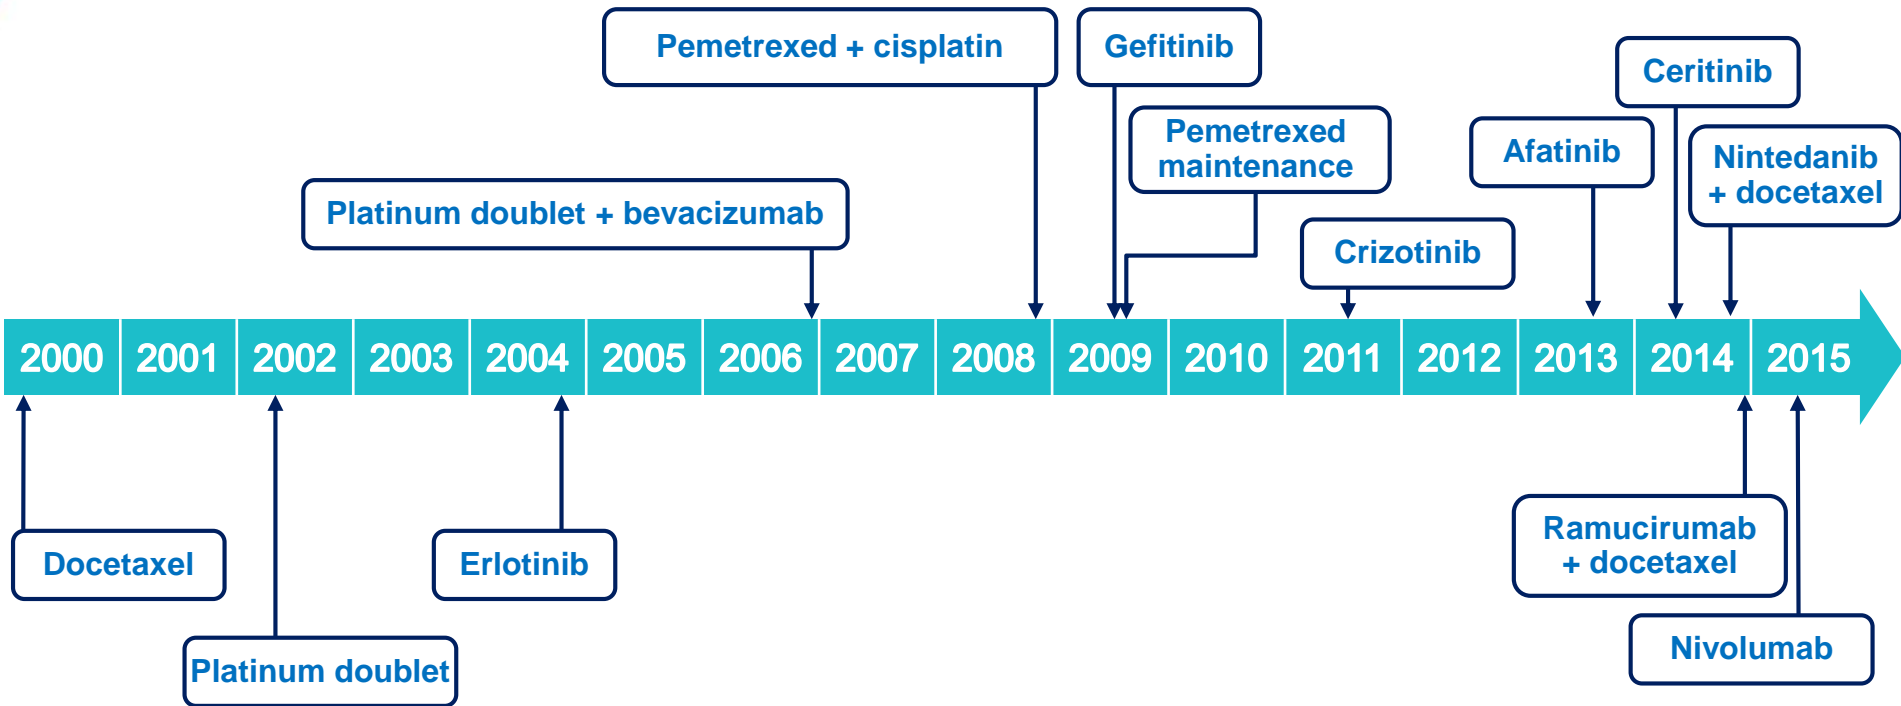 Pemetrexed + cisplatin
Gefitinib
Ceritinib
Pemetrexed
maintenance
Afatinib
Nintedanib
+ docetaxel
Platinum doublet + bevacizumab
Crizotinib
2000 2001 2002 2003 2004 2005 2006 2007 2008 2009 2010 2011 2012 2013 2014 2015
Docetaxel
Erlotinib
Ramucirumab
+ docetaxel
Platinum doublet
Nivolumab